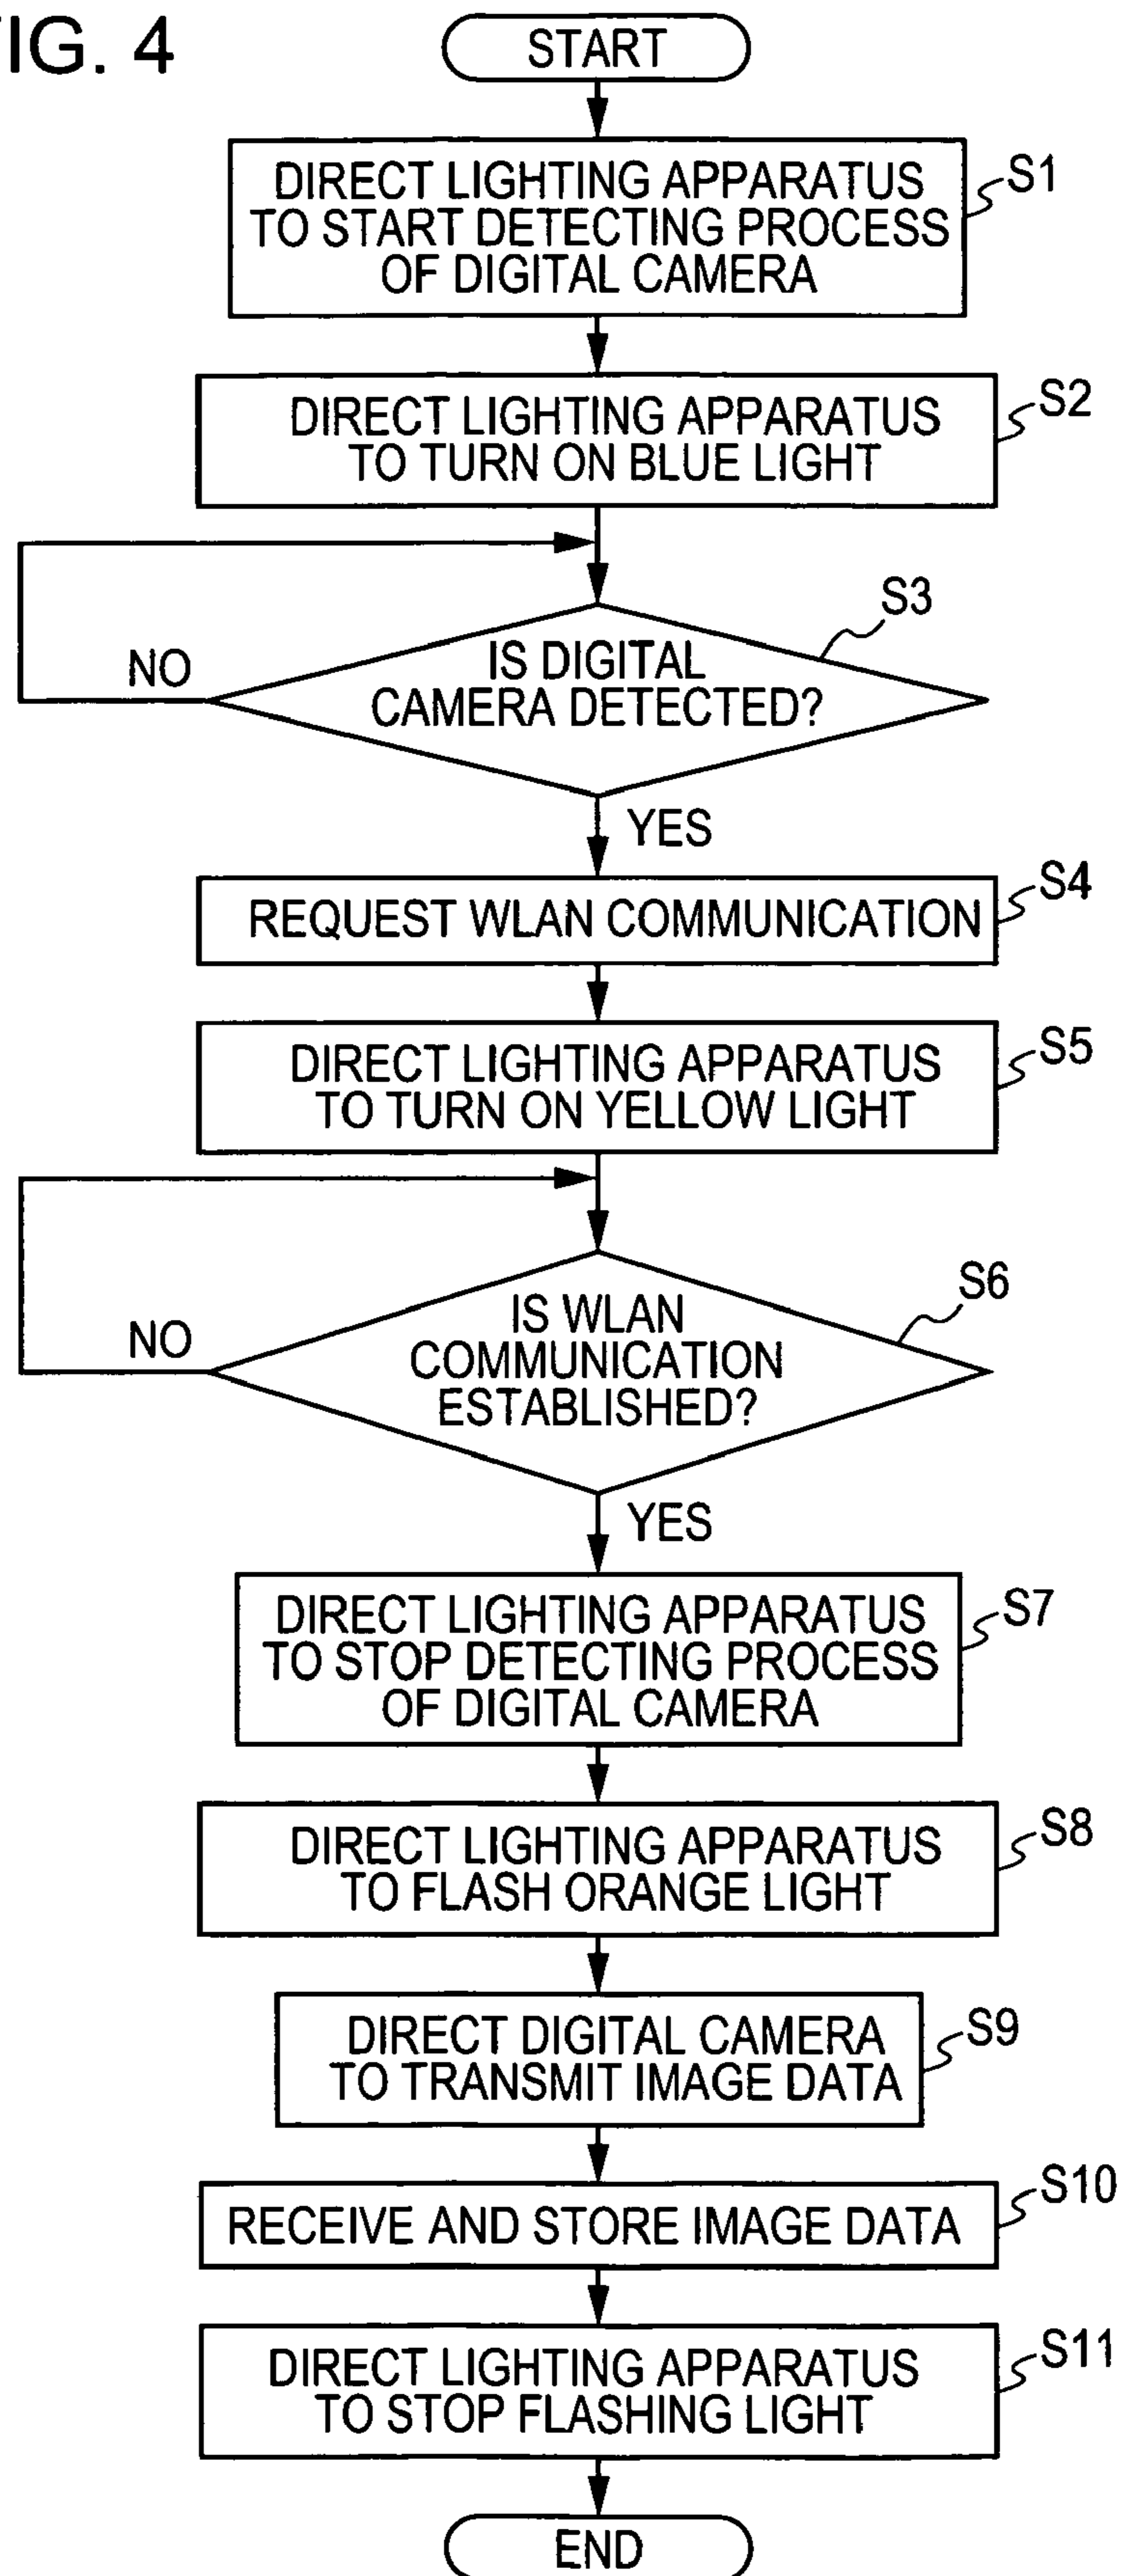 IG. 4
START
DIRECT LIGHTING APPARATUS
TO START DETECTING PROCESS
OF DIGITAL CAMERA
S1
DIRECT LIGHTING APPARATUS
TO TURN ON BLUE LIGHT
S2
IS DIGITAL
CAMERA DETECTED?
S3
NO
YES
REQUEST WLAN COMMUNICATION
S4
DIRECT LIGHTING APPARATUS
TO TURN ON YELLOW LIGHT
S5
IS WLAN
COMMUNICATION
ESTABLISHED?
S6
NO
YES
DIRECT LIGHTING APPARATUS
TO STOP DETECTING PROCESS
OF DIGITAL CAMERA
S7
DIRECT LIGHTING APPARATUS
TO FLASH ORANGE LIGHT
S8
DIRECT DIGITAL CAMERA
TO TRANSMIT IMAGE DATA
S9
RECEIVE AND STORE IMAGE DATA
S10
DIRECT LIGHTING APPARATUS
TO STOP FLASHING LIGHT
S11
END